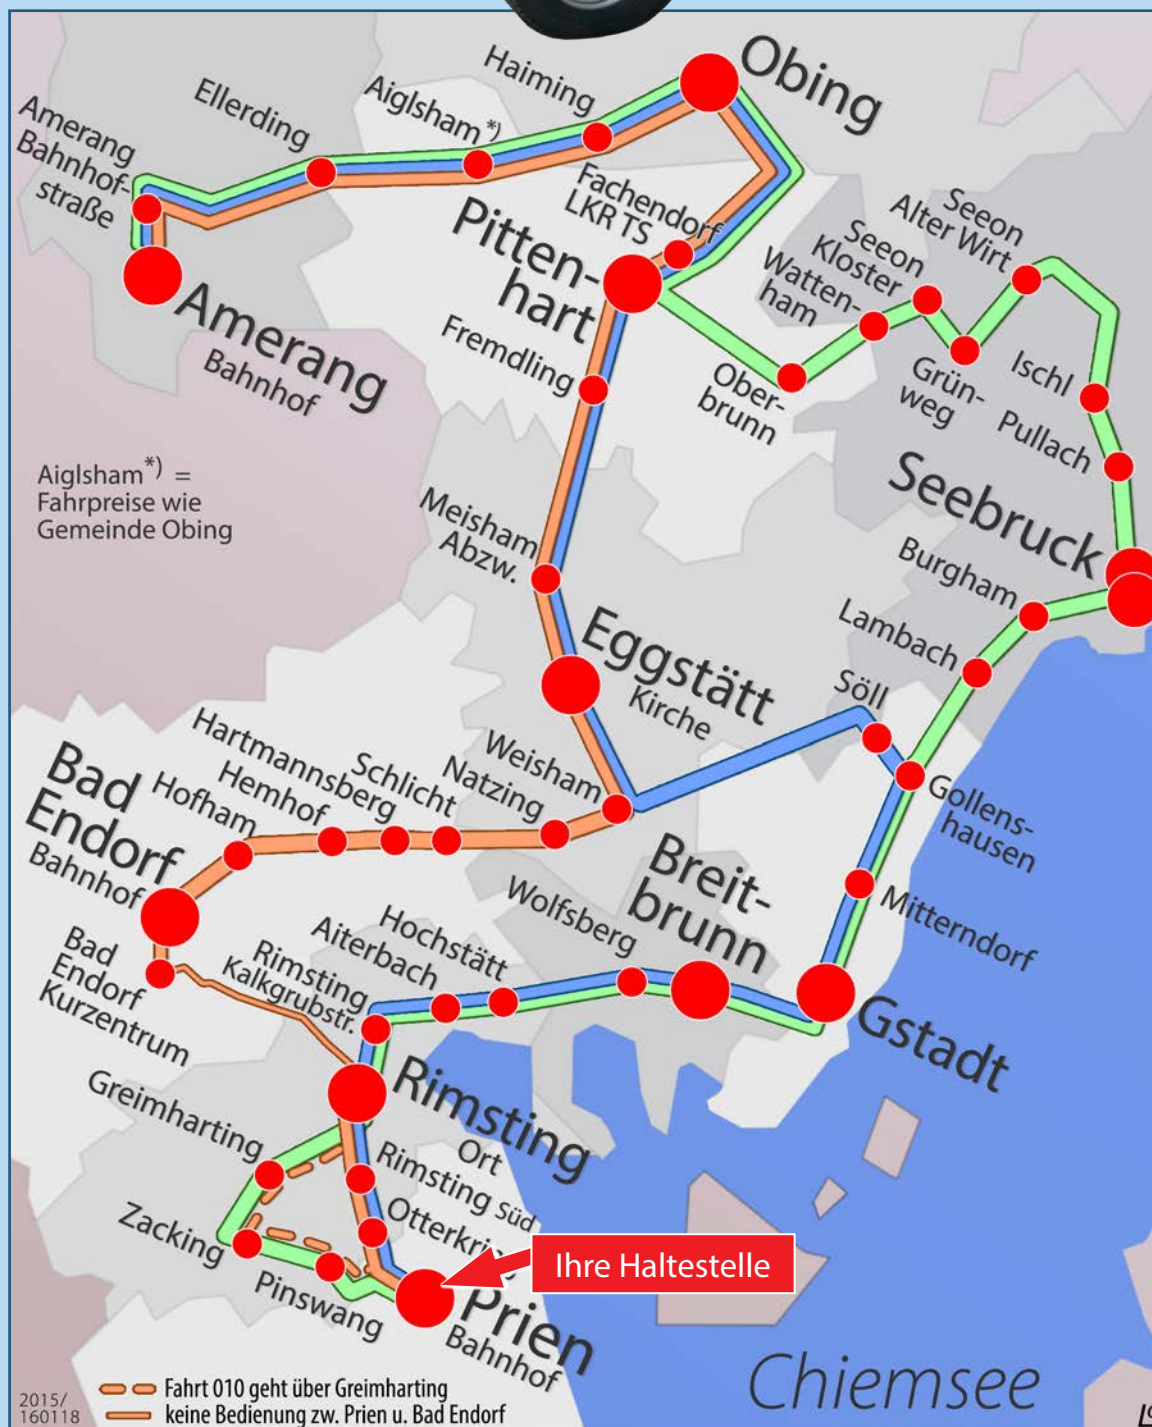 Obing
Haiming
Aiglsham *)
Ellerding
Amerang
Bahnhof-
straße
Amerang
Bahnhof
Fachendorf
LKR TS
Pitten-
hart
Fremdling
Ober-
brunn
Watten-
ham
Seeon
Kloster
Grün-
weg
Seeon
Alter Wirt
Ischl
Pullach
Seebruck
Burgham
Lambach
Aiglsham *) =
Fahrpreise wie
Gemeinde Obing
Meisham
Abzw.
Eggstätt
Kirche
Söll
Gollens-
hausen
Weisham
Natzing
Schlicht
Hartmannsberg
Hemhof
Hofham
Bad
Endorf
Bahnhof
Bad
Endorf
Kurzentrum
Breit-
brunn
Wolfsberg
Mitterndorf
Gstadt
Hochstätt
Aiterbach
Rimsting
Kalkgrubstr.
Rimsting
Ort
Rimsting Süd
Greimharting
Zacking
Pinswang
Ihre Haltestelle
Prien
Bahnhof
Chiemsee
Fahrt 010 geht über Greimharting
keine Bedienung zw. Prien u. Bad Endorf
2015/
160118